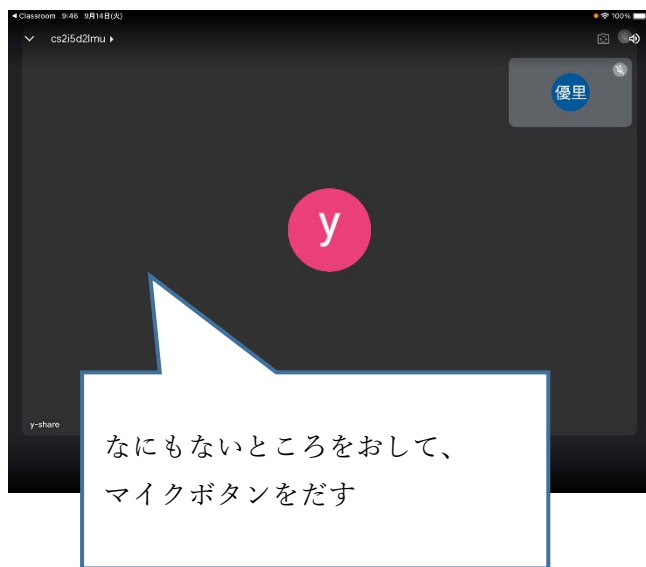 ◀Classroom 9:46 9月14日(火) 100%
cs2i5d2lmu
優里
y
y-share
なにもないところをおして、
マイクボタンをだす